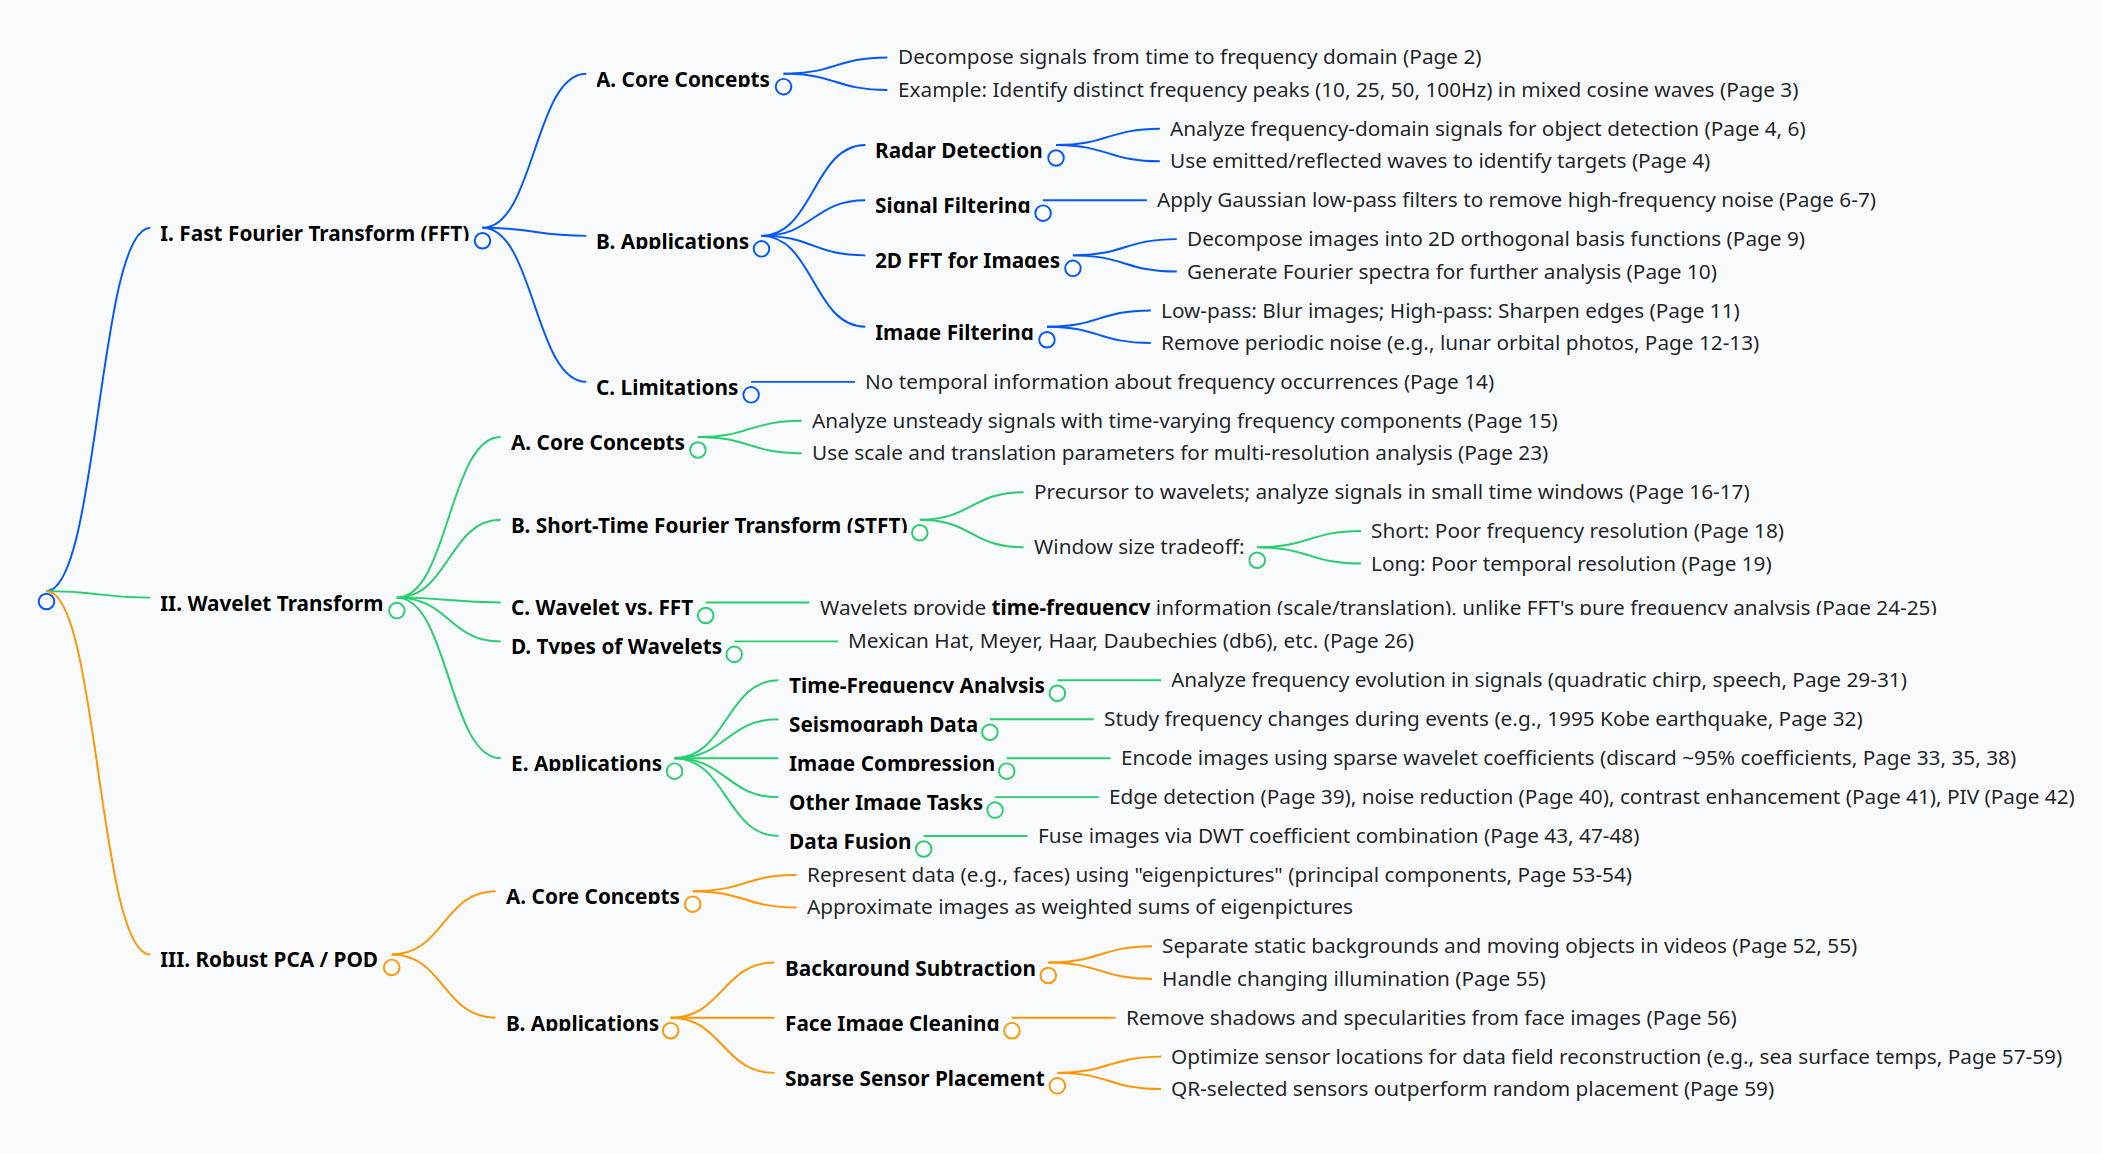 I. Fast Fourier Transform (FFT)
A. Core Concepts
Decompose signals from time to frequency domain (Page 2)
Example: Identify distinct frequency peaks (10, 25, 50, 100Hz) in mixed cosine waves (Page 3)
B. Applications
Radar Detection
Analyze frequency-domain signals for object detection (Page 4, 6)
Use emitted/reflected waves to identify targets (Page 4)
Signal Filtering
Apply Gaussian low-pass filters to remove high-frequency noise (Page 6-7)
2D FFT for Images
Decompose images into 2D orthogonal basis functions (Page 9)
Generate Fourier spectra for further analysis (Page 10)
Image Filtering
Low-pass: Blur images; High-pass: Sharpen edges (Page 11)
Remove periodic noise (e.g., lunar orbital photos, Page 12-13)
C. Limitations
No temporal information about frequency occurrences (Page 14)
II. Wavelet Transform
A. Core Concepts
Analyze unsteady signals with time-varying frequency components (Page 15)
Use scale and translation parameters for multi-resolution analysis (Page 23)
B. Short-Time Fourier Transform (STFT)
Precursor to wavelets; analyze signals in small time windows (Page 16-17)
Window size tradeoff:
Short: Poor frequency resolution (Page 18)
Long: Poor temporal resolution (Page 19)
C. Wavelet vs. FFT
Wavelets provide time-frequency information (scale/translation), unlike FFT's pure frequency analysis (Page 24-25)
D. Types of Wavelets
Mexican Hat, Meyer, Haar, Daubechies (db6), etc. (Page 26)
E. Applications
Time-Frequency Analysis
Analyze frequency evolution in signals (quadratic chirp, speech, Page 29-31)
Seismograph Data
Study frequency changes during events (e.g., 1995 Kobe earthquake, Page 32)
Image Compression
Encode images using sparse wavelet coefficients (discard ~95% coefficients, Page 33, 35, 38)
Other Image Tasks
Edge detection (Page 39), noise reduction (Page 40), contrast enhancement (Page 41), PIV (Page 42)
Data Fusion
Fuse images via DWT coefficient combination (Page 43, 47-48)
III. Robust PCA / POD
A. Core Concepts
Represent data (e.g., faces) using "eigenpictures" (principal components, Page 53-54)
Approximate images as weighted sums of eigenpictures
B. Applications
Background Subtraction
Separate static backgrounds and moving objects in videos (Page 52, 55)
Handle changing illumination (Page 55)
Face Image Cleaning
Remove shadows and specularities from face images (Page 56)
Sparse Sensor Placement
Optimize sensor locations for data field reconstruction (e.g., sea surface temps, Page 57-59)
QR-selected sensors outperform random placement (Page 59)